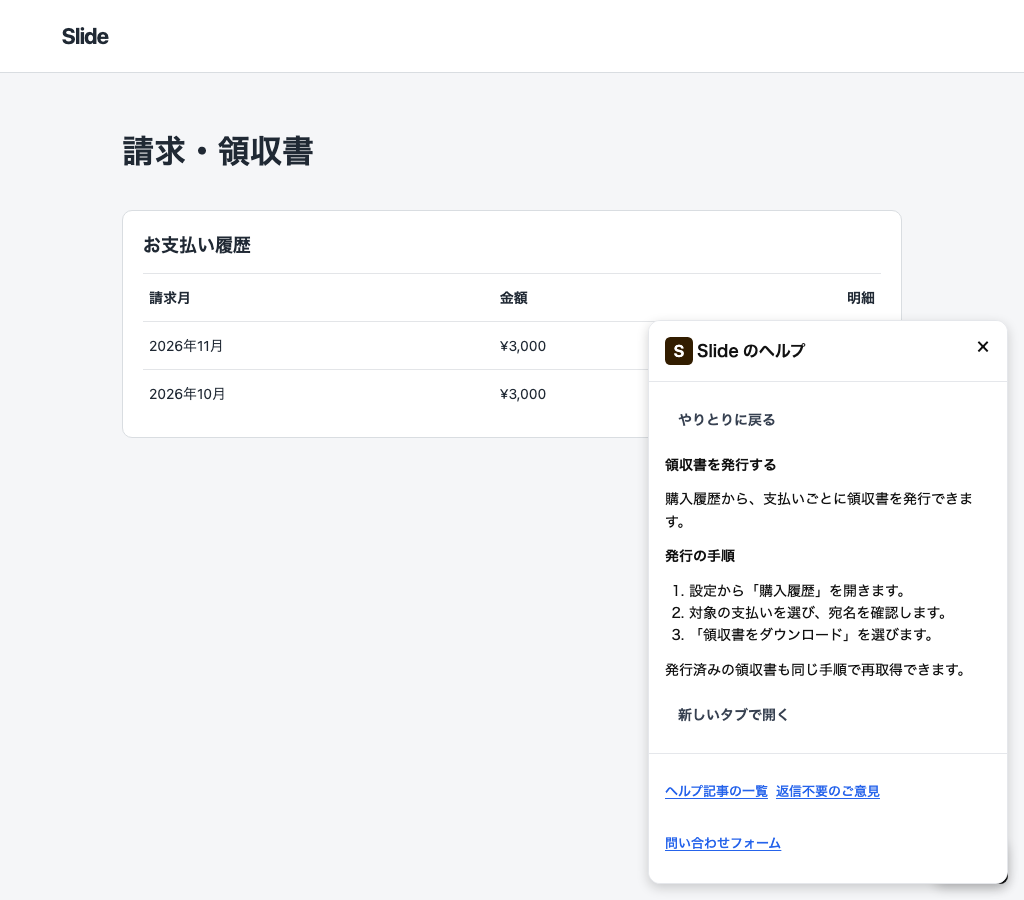 Slide
請求・領収書
お支払い履歴
請求月 金額 明細
2026年11月 ¥3,000
2026年10月 ¥3,000
S Slide のヘルプ ×
やりとりに戻る
領収書を発行する
購入履歴から、支払いごとに領収書を発行できま
す。
発行の手順
1. 設定から「購入履歴」を開きます。
2. 対象の支払いを選び、宛名を確認します。
3. 「領収書をダウンロード」を選びます。
発行済みの領収書も同じ手順で再取得できます。
新しいタブで開く
ヘルプ記事の一覧 返信不要のご意見
問い合わせフォーム